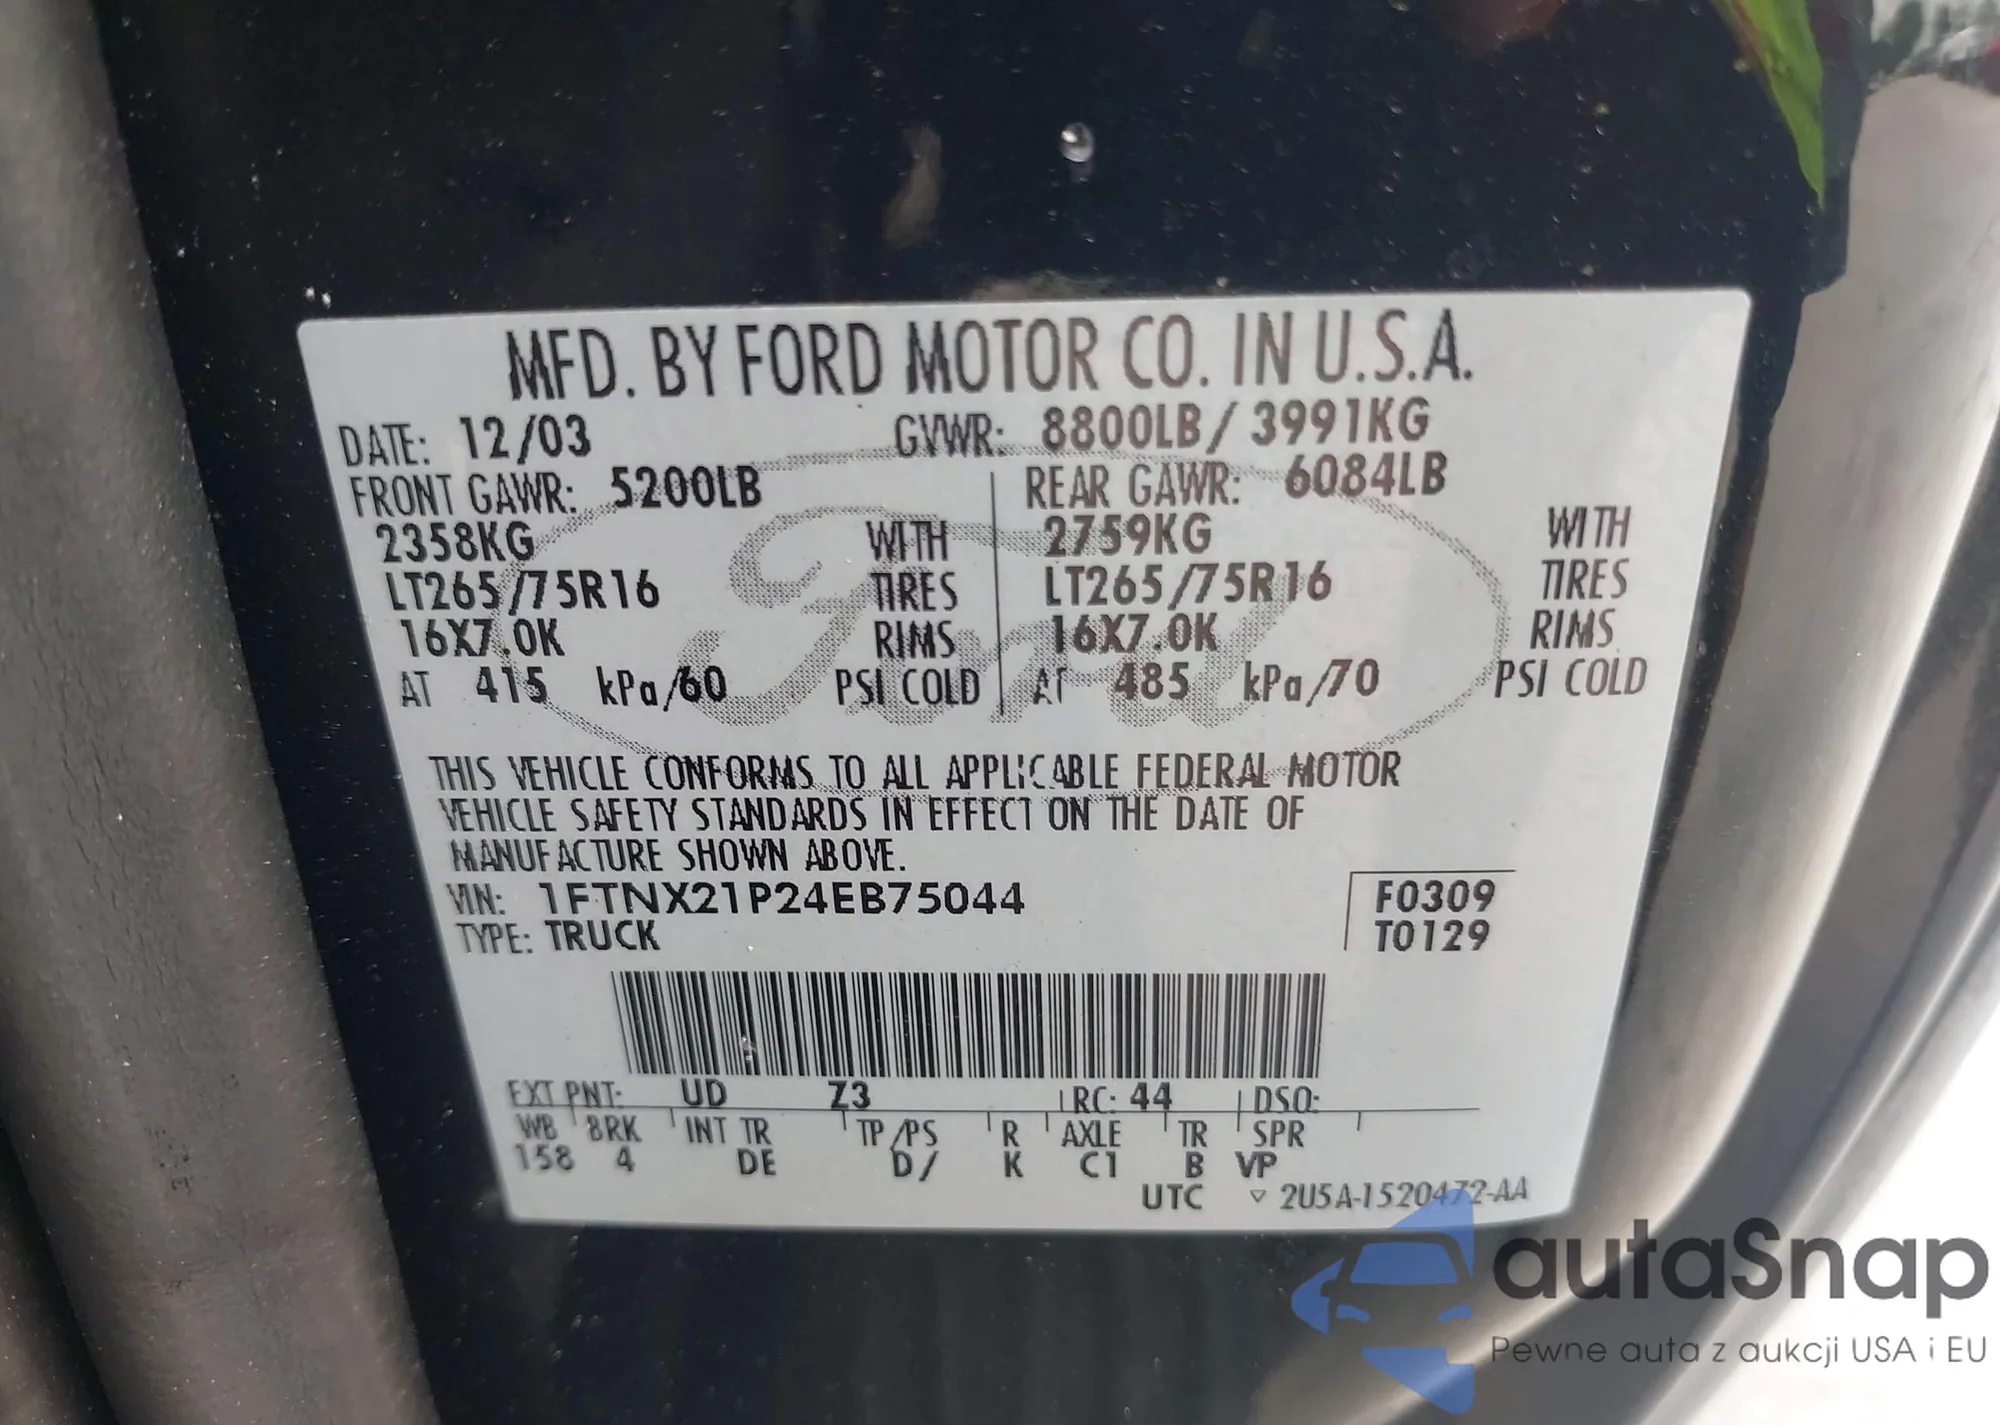 MFD. BY FORD MOTOR CO. IN U.S.A.
DATE: 12/03 GVWR: 8800LB / 3991KG
FRONT GAWR: 5200LB REAR GAWR: 6084LB
2358KG WITH 2759KG WITH
LT265/75R16 TIRES LT265/75R16 TIRES
16X7.0K RIMS 16X7.0K RIMS
AT 415 kPa/60 PSI COLD AT 485 kPa/70 PSI COLD
Ford
THIS VEHICLE CONFORMS TO ALL APPLICABLE FEDERAL MOTOR
VEHICLE SAFETY STANDARDS IN EFFECT ON THE DATE OF
MANUFACTURE SHOWN ABOVE.
VIN: 1FTNX21P24EB75044 F0309
TYPE: TRUCK T0129
EXT PNT: UD Z3 RC: 44 DSO:
WB BRK INT TR TP/PS R AXLE TR SPR
158 4 DE D/ K C1 B VP
UTC ▽ 2U5A-1520472-AA
autaSnap
Pewne auta z aukcji USA i EU